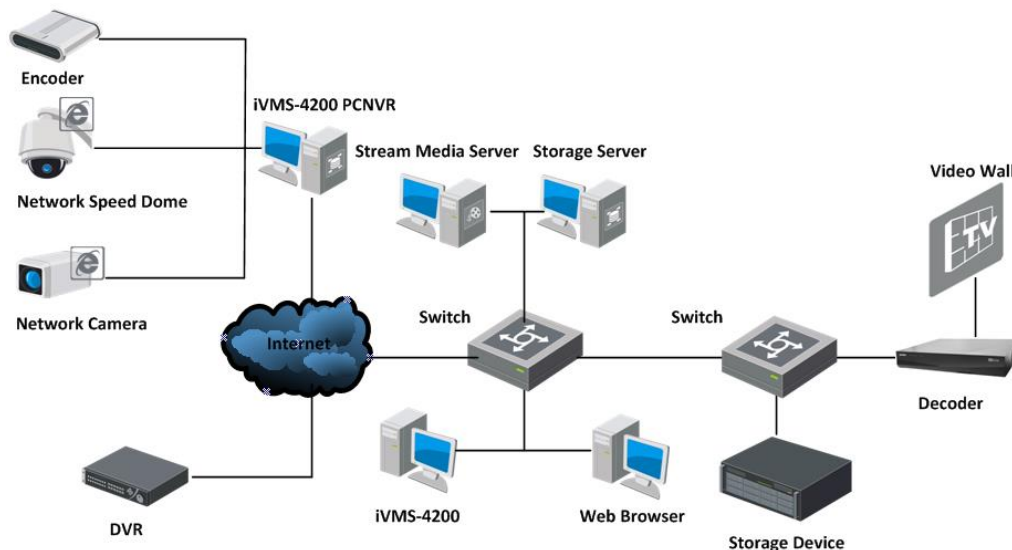 Encoder
iVMS-4200 PCNVR
Stream Media Server
Storage Server
Video Wall
Network Speed Dome
TV
Network Camera
Switch
Switch
Internet
Decoder
iVMS-4200
Web Browser
DVR
Storage Device